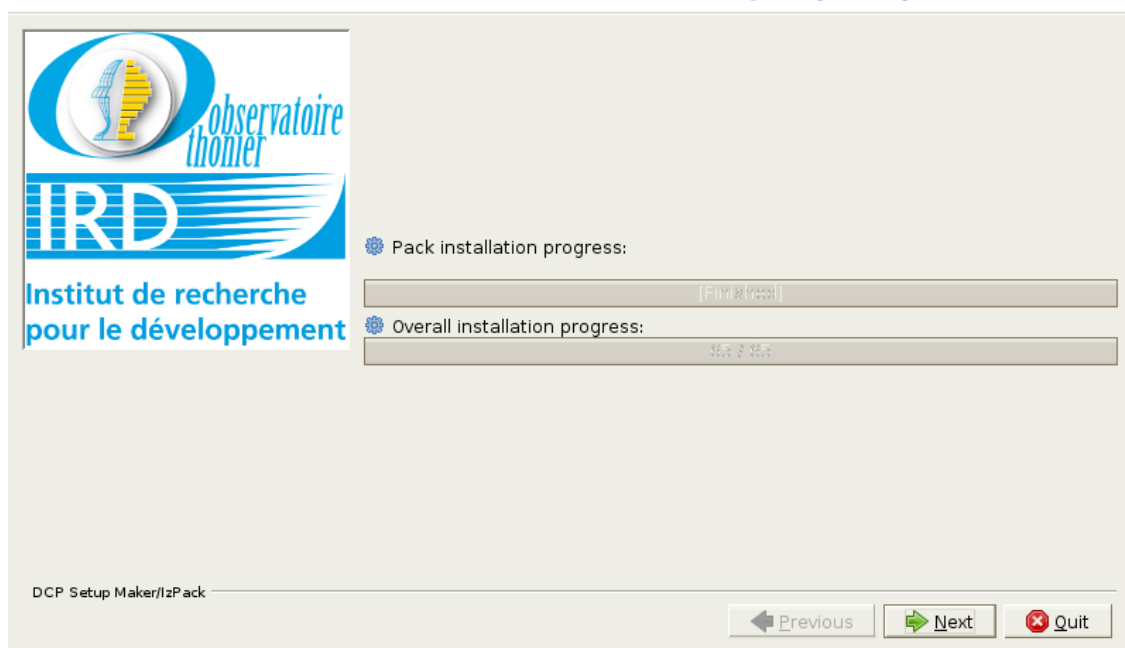 observatoire
thonier
IRD
Institut de recherche
pour le développement
Pack installation progress:
[Finished]
Overall installation progress:
DCP Setup Maker/IzPack
Previous
Next
Quit